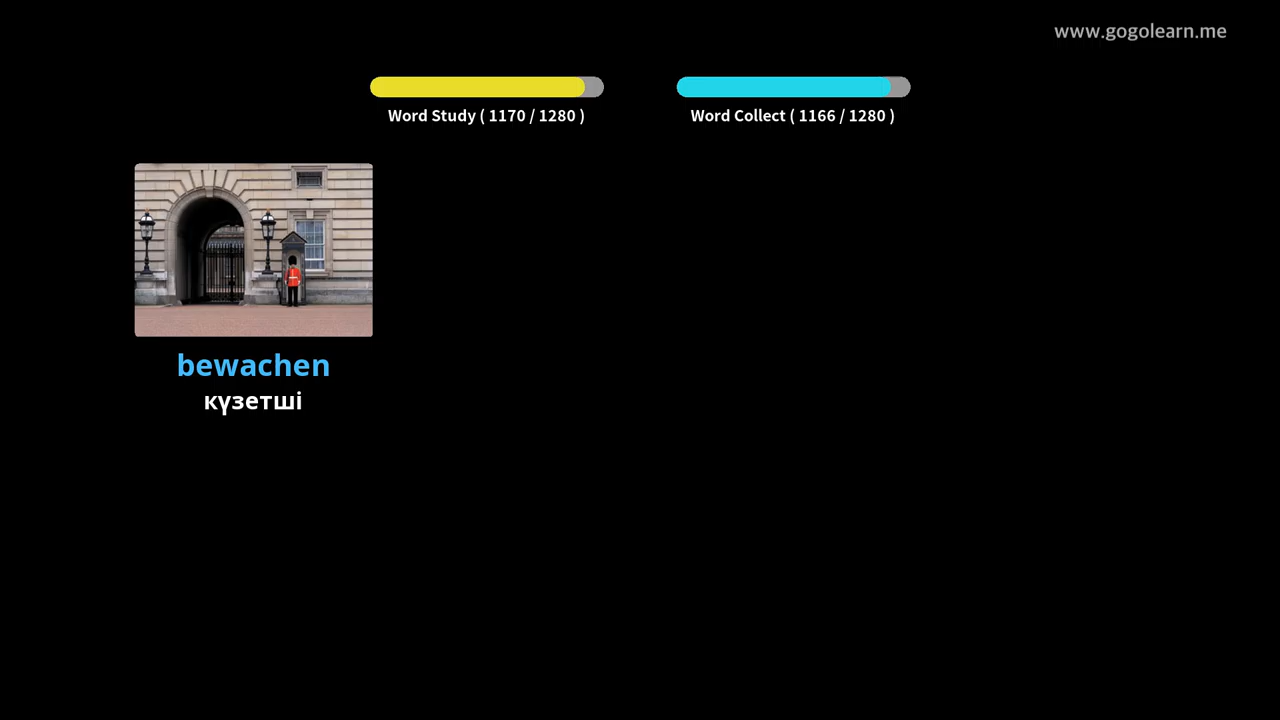 www.gogolearn.me
Word Study ( 1170 / 1280 )
Word Collect ( 1166 / 1280 )
bewachen
күзетші